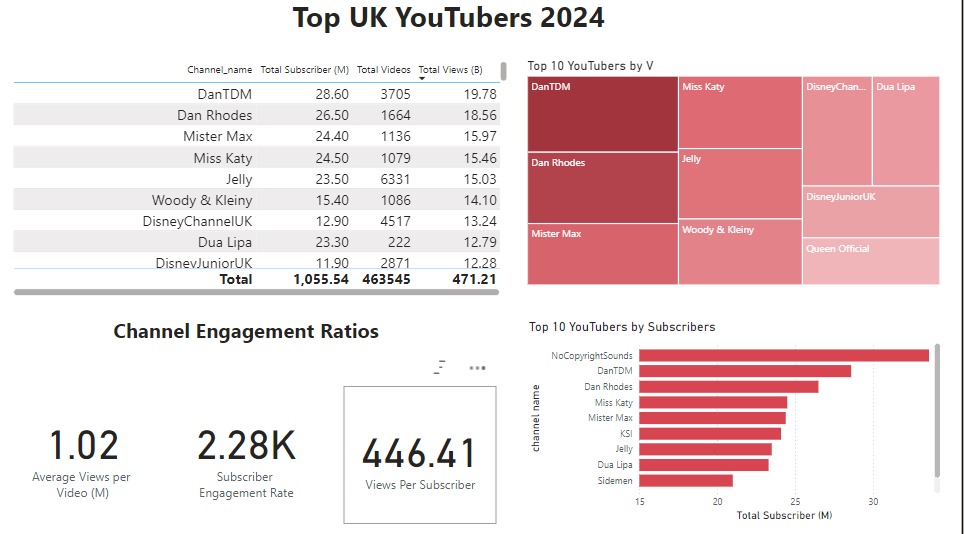 Top UK YouTubers 2024
Channel_name Total Subscriber (M) Total Videos Total Views (B)
DanTDM 28.60 3705 19.78
Dan Rhodes 26.50 1664 18.56
Mister Max 24.40 1136 15.97
Miss Katy 24.50 1079 15.46
Jelly 23.50 6331 15.03
Woody & Kleiny 15.40 1086 14.10
DisneyChannelUK 12.90 4517 13.24
Dua Lipa 23.30 222 12.79
DisneyJuniorUK 11.90 2871 12.28
Total 1,055.54 463545 471.21
Top 10 YouTubers by V
DanTDM
Dan Rhodes
Mister Max
Miss Katy
Jelly
Woody & Kleiny
DisneyChan...
Dua Lipa
DisneyJuniorUK
Queen Official
Channel Engagement Ratios
1.02
Average Views per
Video (M)
2.28K
Subscriber
Engagement Rate
446.41
Views Per Subscriber
Top 10 YouTubers by Subscribers
channel name
NoCopyrightSounds
DanTDM
Dan Rhodes
Miss Katy
Mister Max
KSI
Jelly
Dua Lipa
Sidemen
15 20 25 30
Total Subscriber (M)